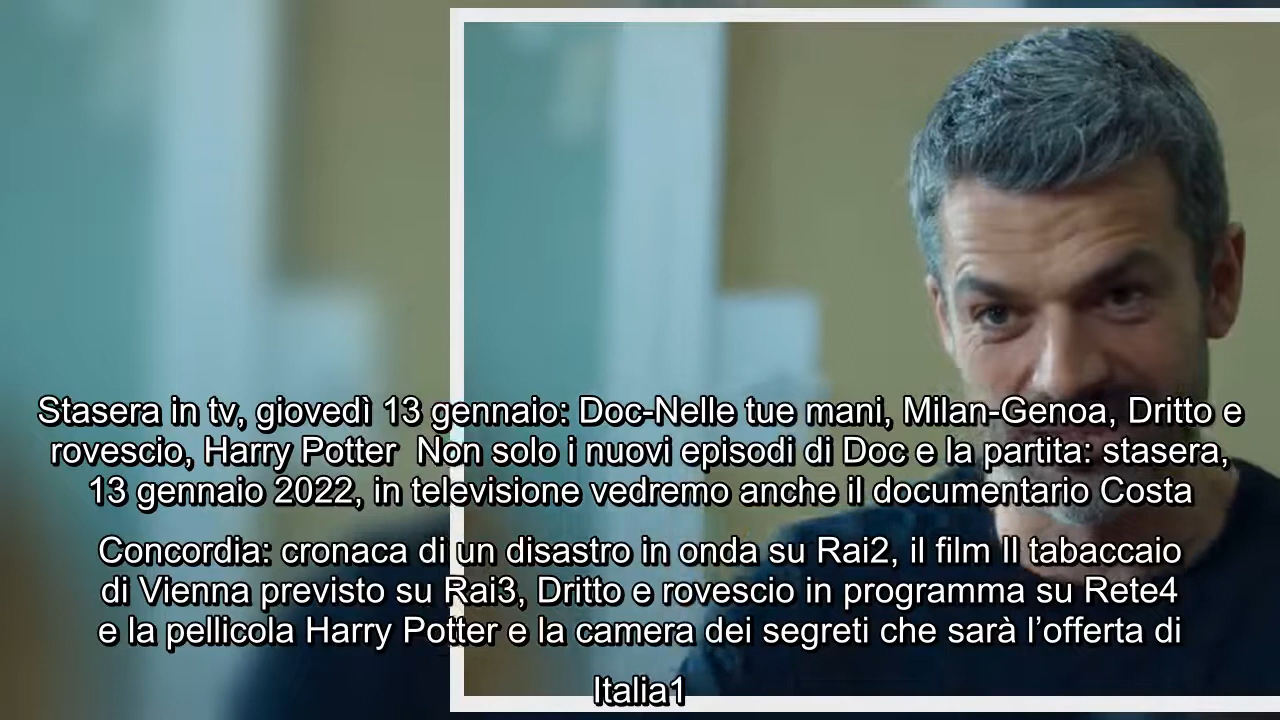 Stasera in tv, giovedì 13 gennaio: Doc-Nelle tue mani, Milan-Genoa, Dritto e
rovescio, Harry Potter  Non solo i nuovi episodi di Doc e la partita: stasera,
13 gennaio 2022, in televisione vedremo anche il documentario Costa
Concordia: cronaca di un disastro in onda su Rai2, il film Il tabaccaio
di Vienna previsto su Rai3, Dritto e rovescio in programma su Rete4
e la pellicola Harry Potter e la camera dei segreti che sarà l’offerta di
Italia1